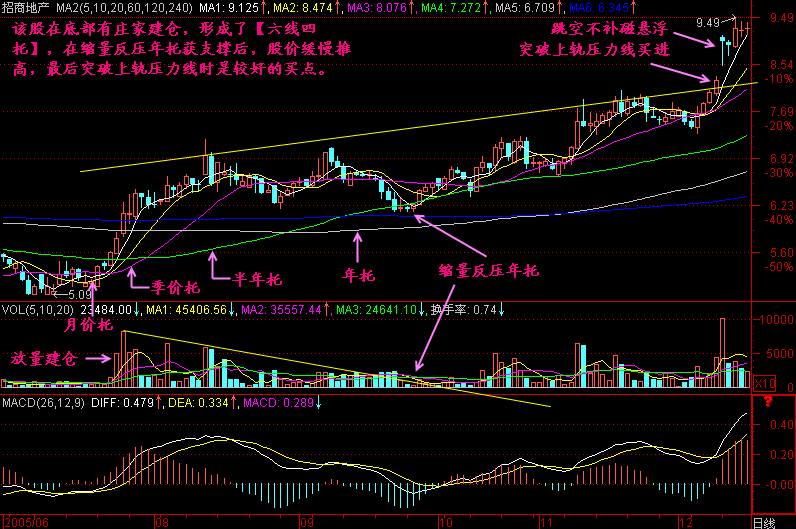 招商地产 MA2(5,10,20,60,120,240) MA1: 9.125↑, MA2: 8.474↑, MA3: 8.076↑, MA4: 7.272↑, MA5: 6.709↑, MA6: 6.345↑
该股在底部有庄家建仓，形成了【六线四
托】，在缩量反压年托获支撑后，股价缓慢推
高，最后突破上轨压力线时是较好的买点。
跳空不补磁悬浮
突破上轨压力线买进
9.49
9.49
8.54
-10%
7.69
-20%
6.92
-30%
6.23
-40%
5.60
-50%
5.09
月价托
季价托
半年托
年托
缩量反压年托
VOL(5,10,20) 23484.00↓, MA1: 45406.56↓, MA2: 35557.44↑, MA3: 24641.10↓, 换手率: 0.74↓
放量建仓
10000
5000
0
X10
MACD(26,12,9) DIFF: 0.479↑, DEA: 0.334↑, MACD: 0.289↓
?
0.40
0.20
-0.00
2005/06 08 09 10 11 12 日线